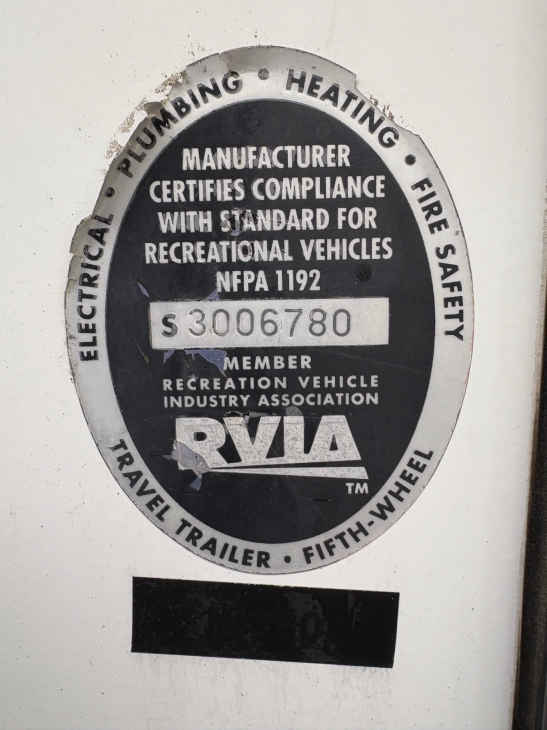 ELECTRICAL • PLUMBING • HEATING • FIRE SAFETY
MANUFACTURER
CERTIFIES COMPLIANCE
WITH STANDARD FOR
RECREATIONAL VEHICLES
NFPA 1192
S 3006780
MEMBER
RECREATION VEHICLE
INDUSTRY ASSOCIATION
RVIA
TM
TRAVEL TRAILER • FIFTH-WHEEL